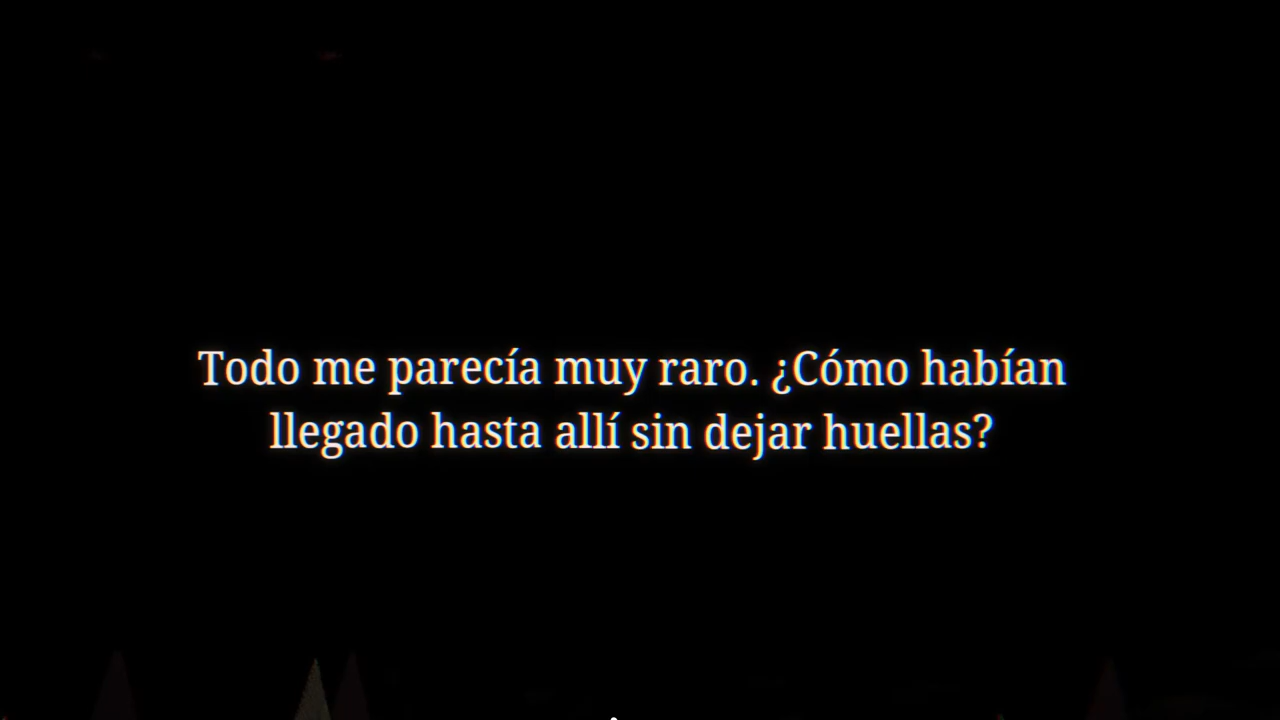 Todo me parecía muy raro. ¿Cómo habían
llegado hasta allí sin dejar huellas?